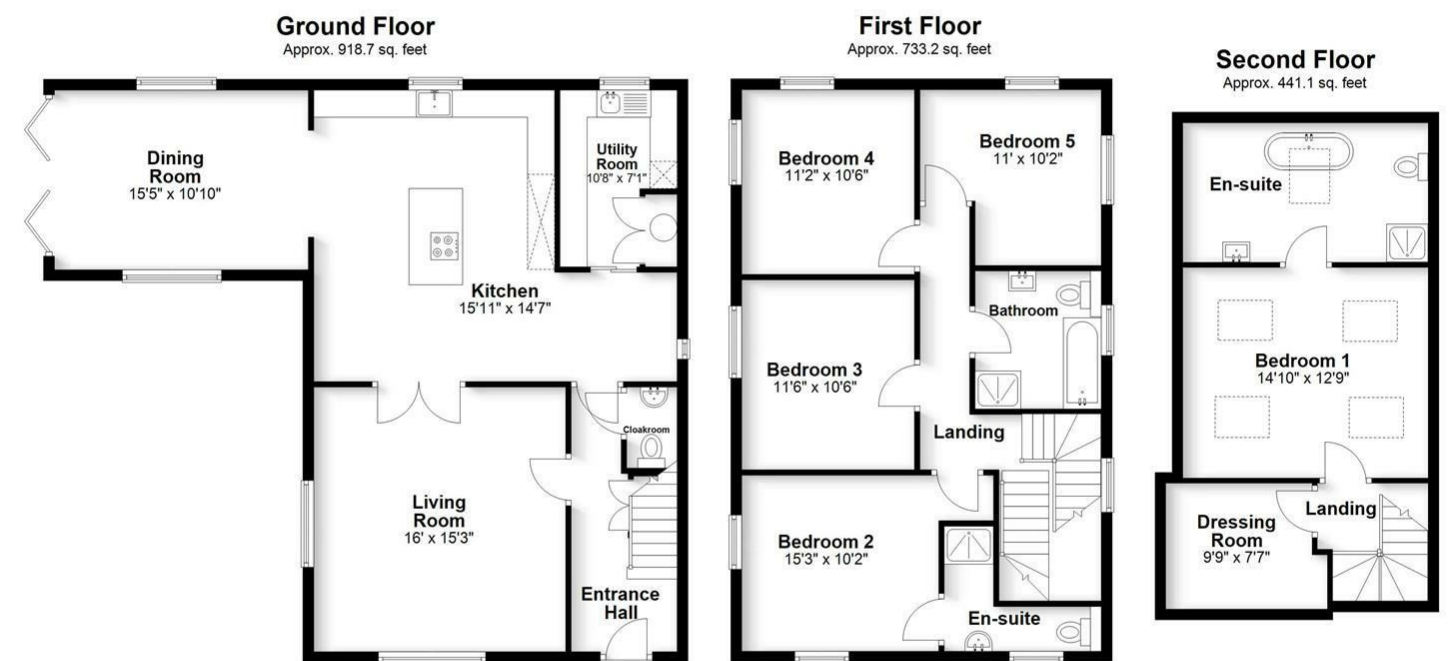 Ground Floor
Approx. 918.7 sq. feet
Dining
Room
15'5" x 10'10"
Utility
Room
10'8" x 7'1"
Kitchen
15'11" x 14'7"
Cloakroom
Living
Room
16' x 15'3"
Entrance
Hall
First Floor
Approx. 733.2 sq. feet
Bedroom 4
11'2" x 10'6"
Bedroom 5
11' x 10'2"
Bathroom
Bedroom 3
11'6" x 10'6"
Landing
Bedroom 2
15'3" x 10'2"
En-suite
Second Floor
Approx. 441.1 sq. feet
En-suite
Bedroom 1
14'10" x 12'9"
Dressing
Room
9'9" x 7'7"
Landing